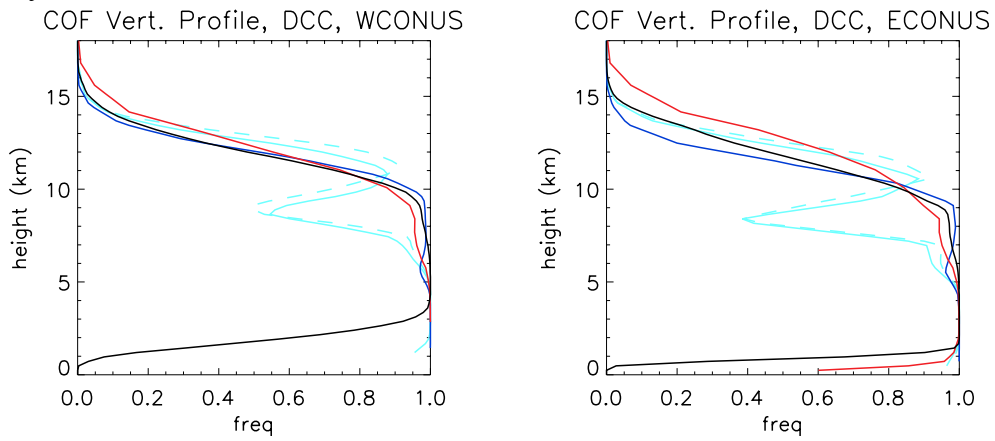 COF Vert. Profile, DCC, WCONUS
15
10
5
0
height (km)
0.0 0.2 0.4 0.6 0.8 1.0
freq
COF Vert. Profile, DCC, ECONUS
15
10
5
0
height (km)
0.0 0.2 0.4 0.6 0.8 1.0
freq